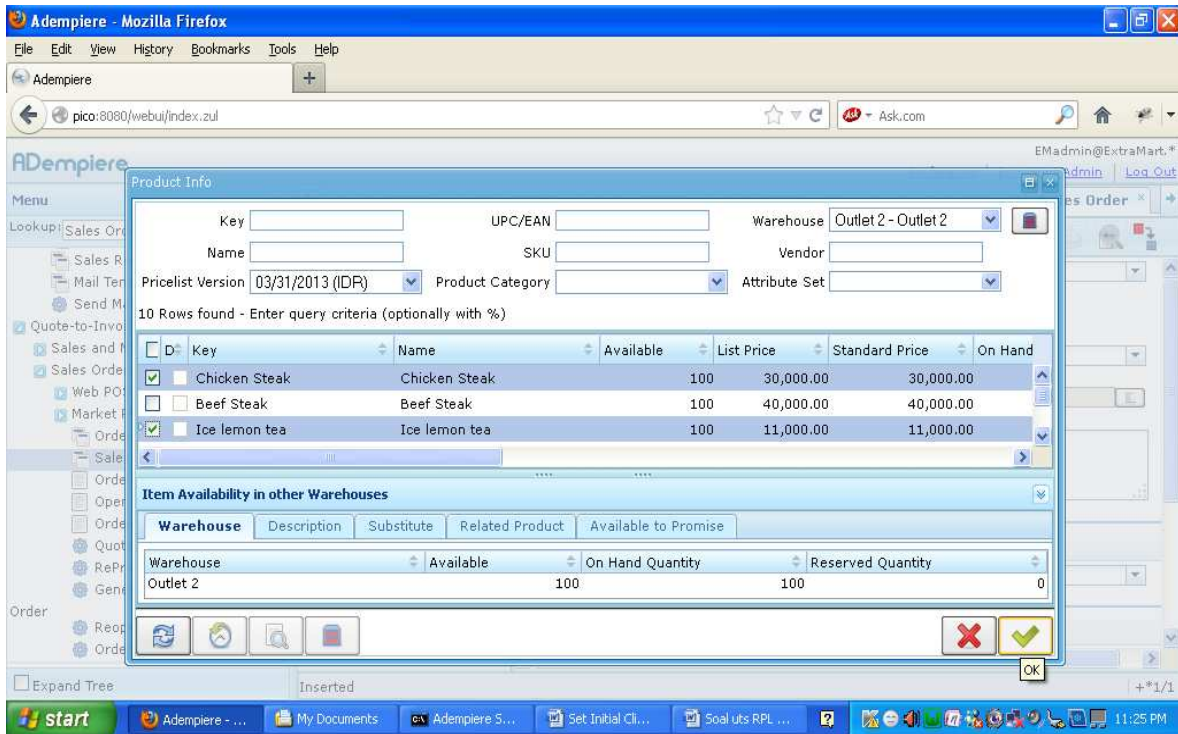 Adempiere - Mozilla Firefox
File Edit View History Bookmarks Tools Help
Adempiere
pico:8080/webui/index.zul
Ask.com
ADempiere
EMadmin@ExtraMart.*
Admin Log Out
Menu
es Order
Lookup: Sales Ord
Product Info
Key
UPC/EAN
Warehouse Outlet 2 - Outlet 2
Name
SKU
Vendor
Pricelist Version 03/31/2013 (IDR)
Product Category
Attribute Set
10 Rows found - Enter query criteria (optionally with %)
D Key Name Available List Price Standard Price On Hand
Chicken Steak Chicken Steak 100 30,000.00 30,000.00
Beef Steak Beef Steak 100 40,000.00 40,000.00
Ice lemon tea Ice lemon tea 100 11,000.00 11,000.00
Item Availability in other Warehouses
Warehouse Description Substitute Related Product Available to Promise
Warehouse Available On Hand Quantity Reserved Quantity
Outlet 2 100 100 0
OK
Sales R
Mail Ter
Send M
Quote-to-Invo
Sales and
Sales Orde
Web PO
Market
Orde
Sale
Orde
Oper
Orde
Quot
RePr
Gene
Order
Reop
Orde
Expand Tree
Inserted
+*1/1
start
Adempiere - ...
My Documents
Adempiere S...
Set Initial Cli...
Soal uts RPL ...
11:25 PM